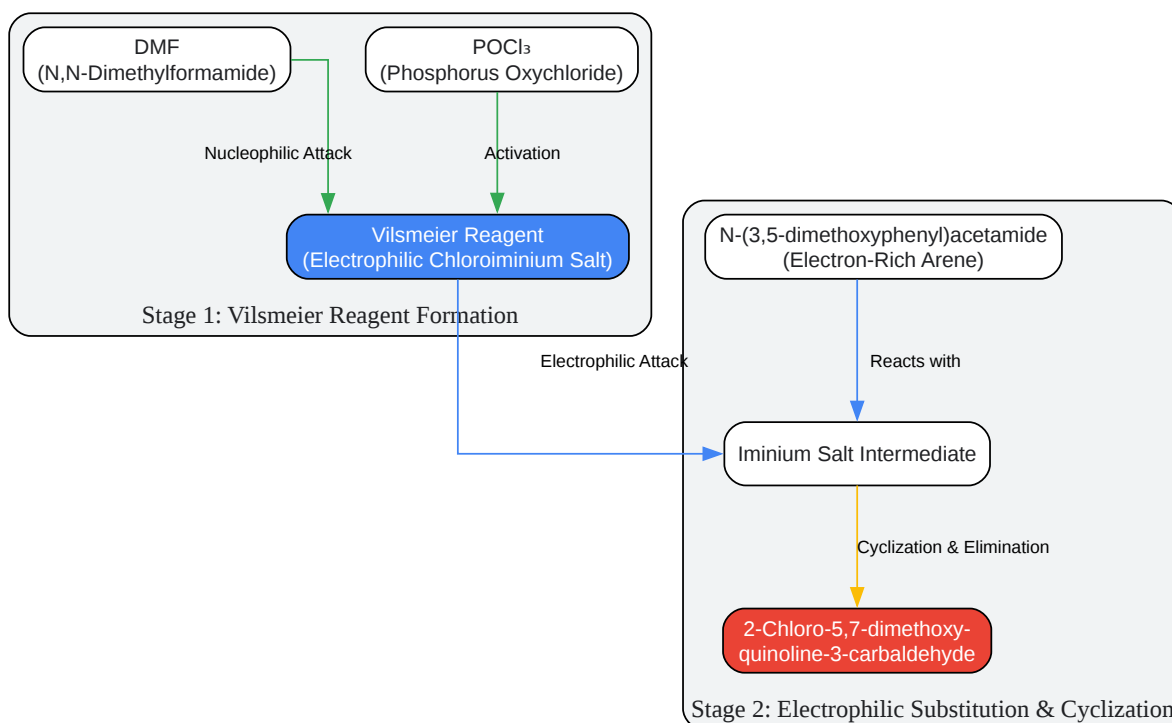 DMF
(N,N-Dimethylformamide)
POCl₃
(Phosphorus Oxychloride)
Nucleophilic Attack
Activation
Vilsmeier Reagent
(Electrophilic Chloroiminium Salt)
Stage 1: Vilsmeier Reagent Formation
N-(3,5-dimethoxyphenyl)acetamide
(Electron-Rich Arene)
Electrophilic Attack
Reacts with
Iminium Salt Intermediate
Cyclization & Elimination
2-Chloro-5,7-dimethoxy-
quinoline-3-carbaldehyde
Stage 2: Electrophilic Substitution & Cyclization